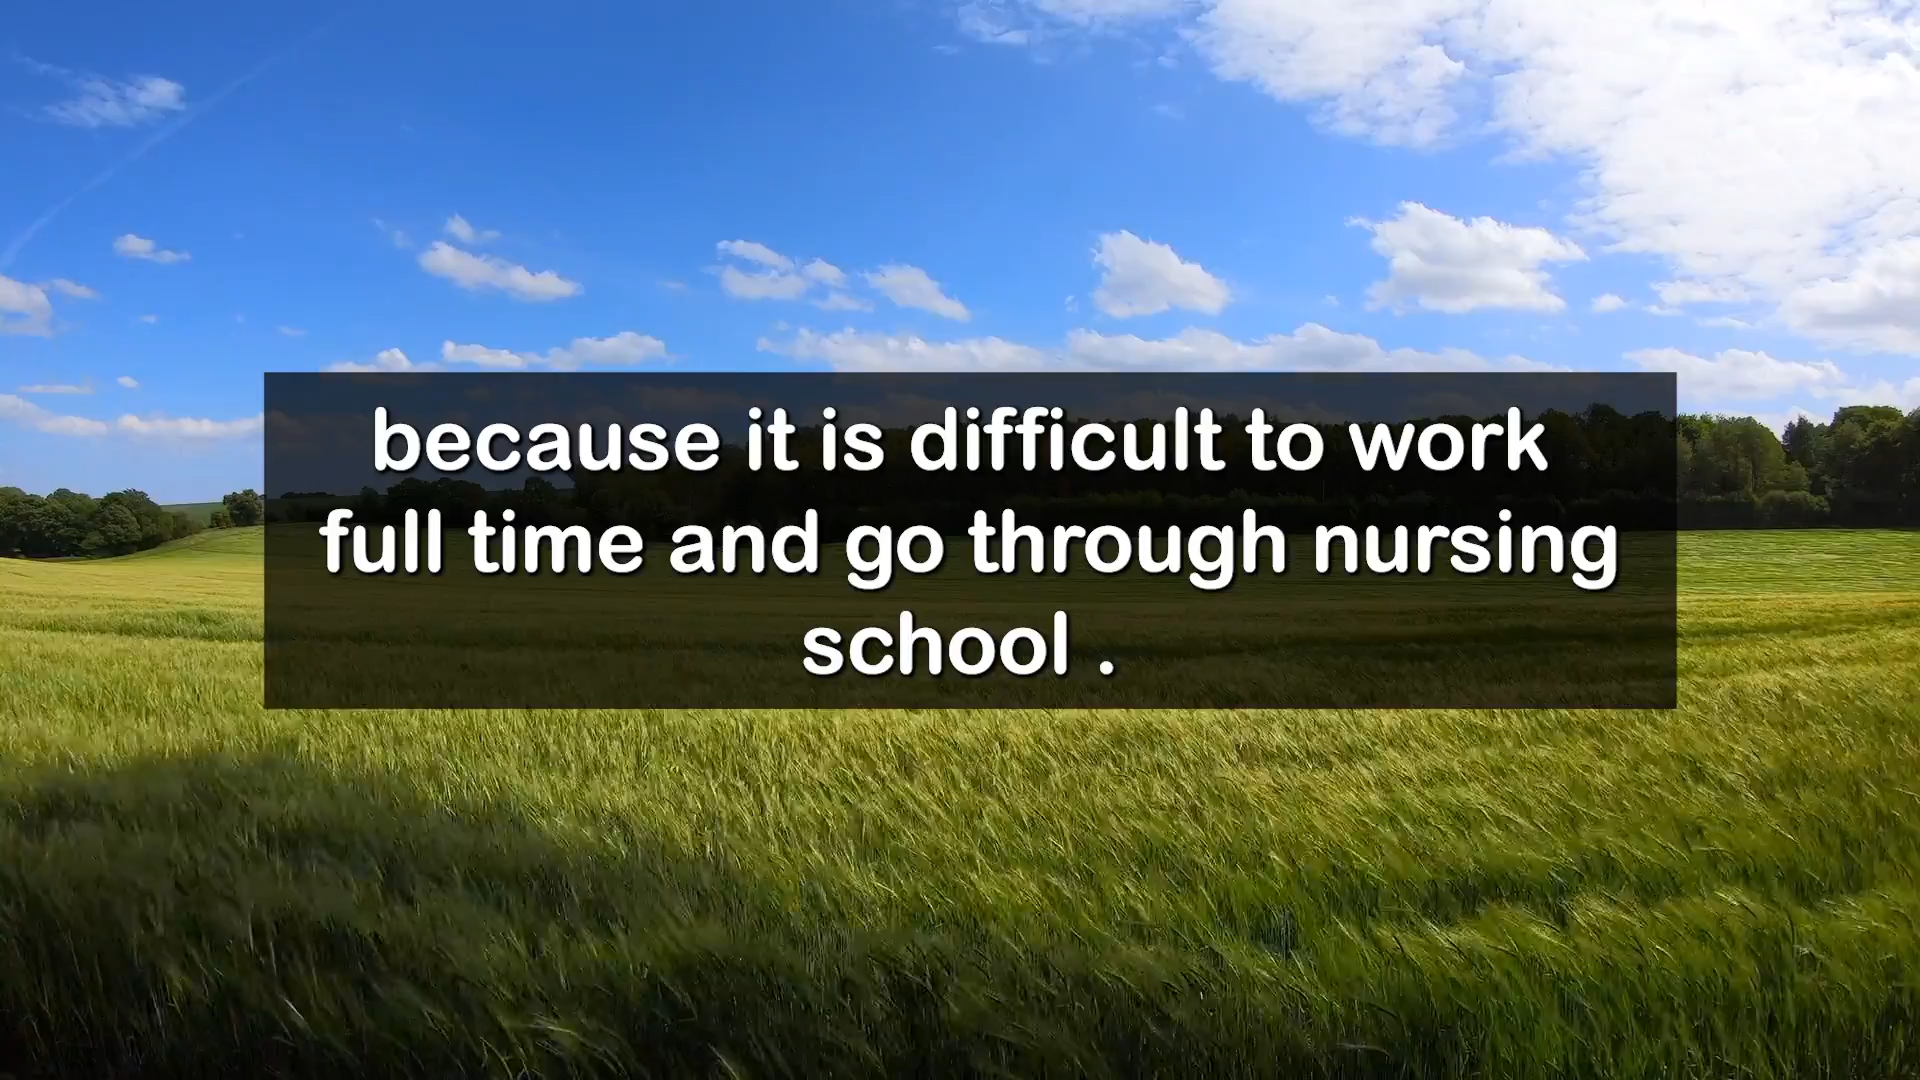 because it is difficult to work
full time and go through nursing
school .